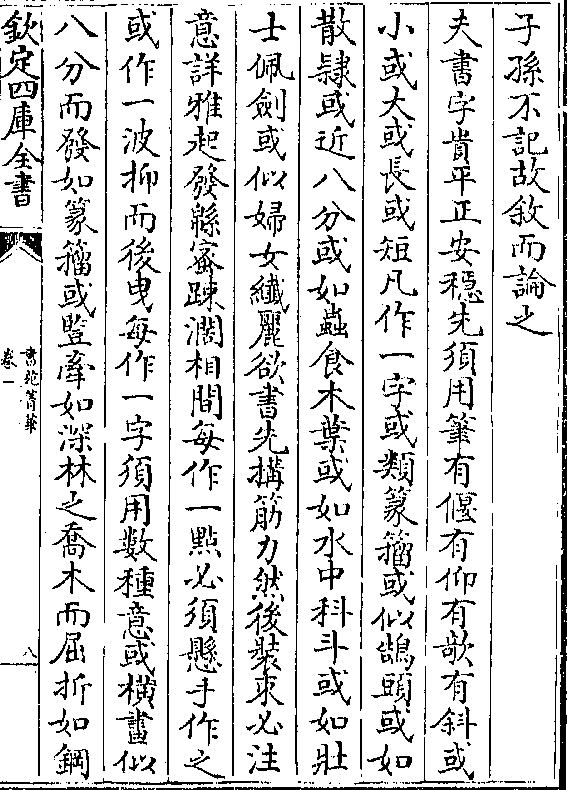 子孫不記故敘而論之
夫書字貴平正安穩先須用筆有偃有仰有欹有斜或
小或大或長或短凡作一字或類篆籀或似鵠頭或如
散隸或近八分或如蟲食木葉或如水中科斗或如壯
士佩劍或似婦女纖麗欲書先搆筋力然後裝束必注
意詳雅起發緜密踈濶相間每作一點必須懸手作之
或作一波抑而後曳每作一字須用數種意或橫畫似
八分而發如篆籀或豎牽如深林之喬木而屈折如鋼
欽定四庫全書
書苑菁華
卷一
八